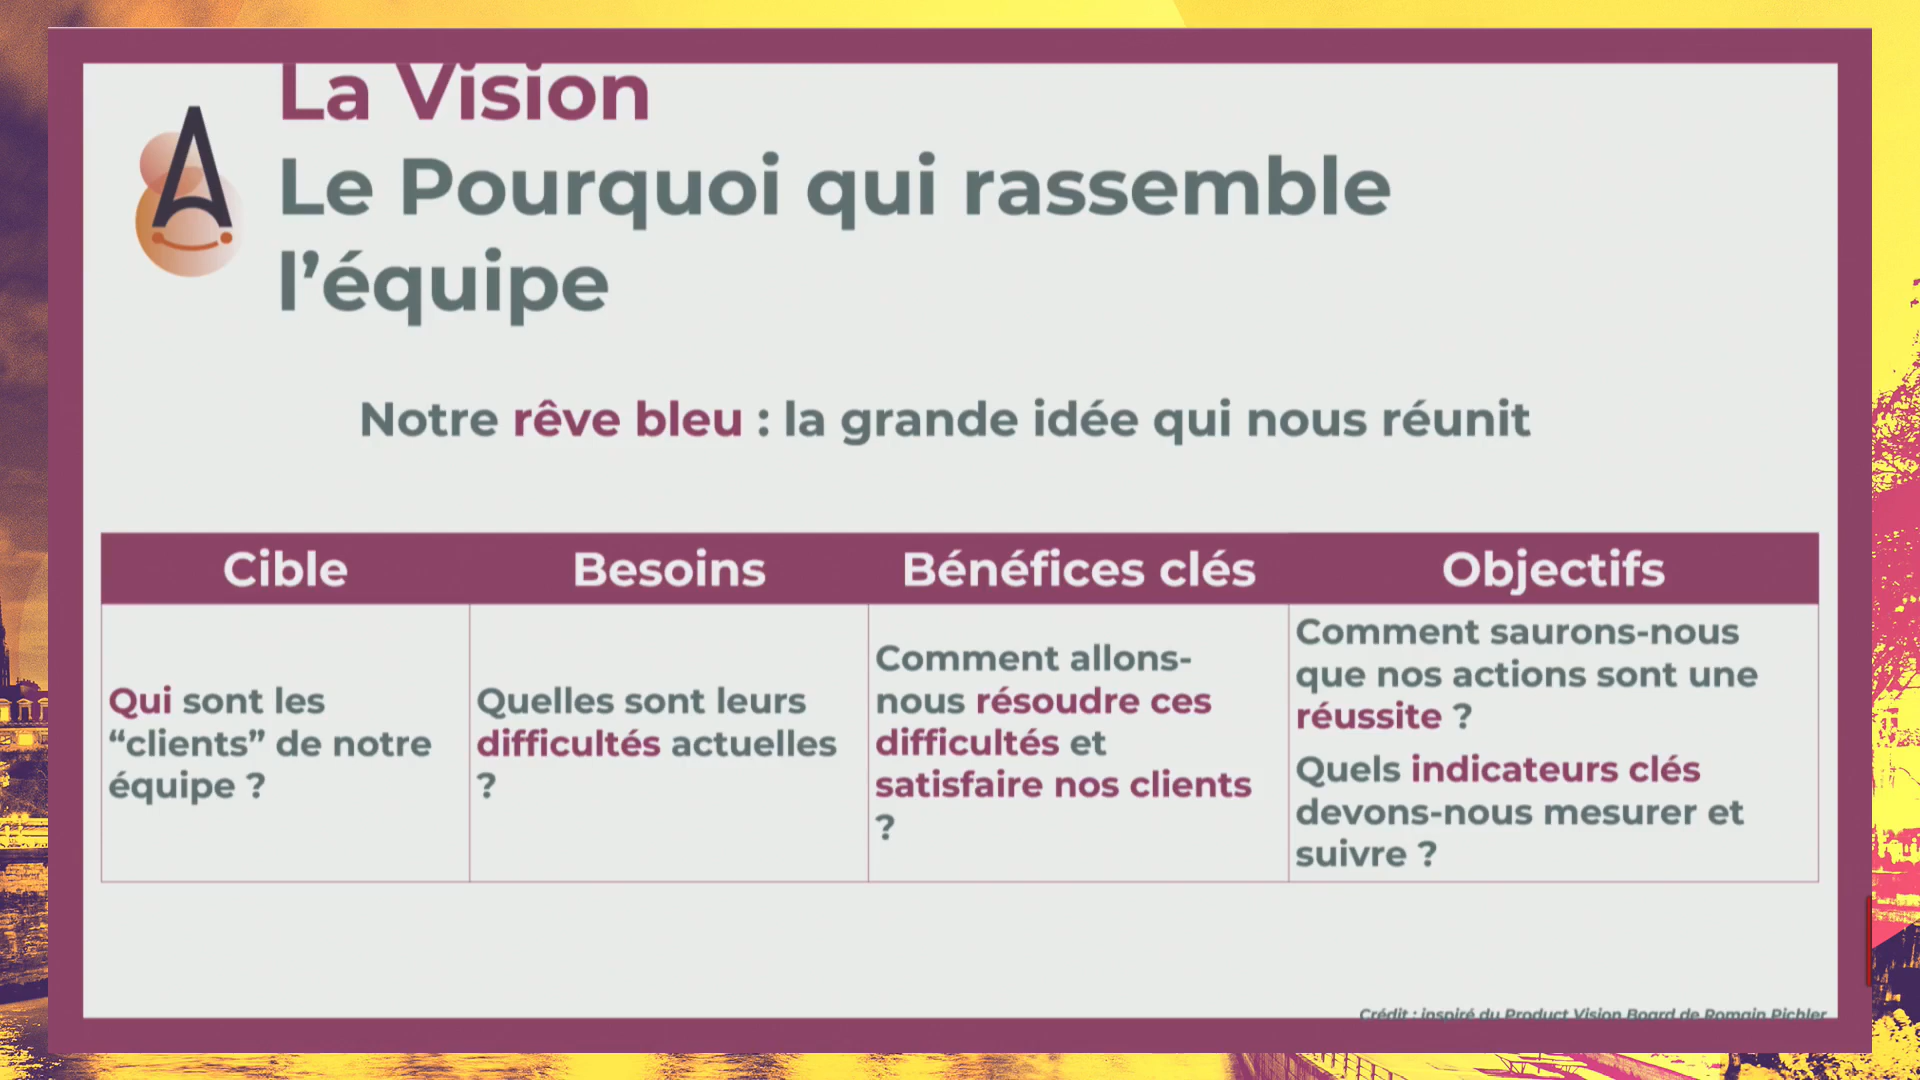 La Vision
Le Pourquoi qui rassemble
l’équipe
Notre rêve bleu : la grande idée qui nous réunit
Cible
Besoins
Bénéfices clés
Objectifs
Qui sont les
“clients” de notre
équipe ?
Quelles sont leurs
difficultés actuelles
?
Comment allons-
nous résoudre ces
difficultés et
satisfaire nos clients
?
Comment saurons-nous
que nos actions sont une
réussite ?
Quels indicateurs clés
devons-nous mesurer et
suivre ?
Crédit : inspiré du Product Vision Board de Romain Pichler